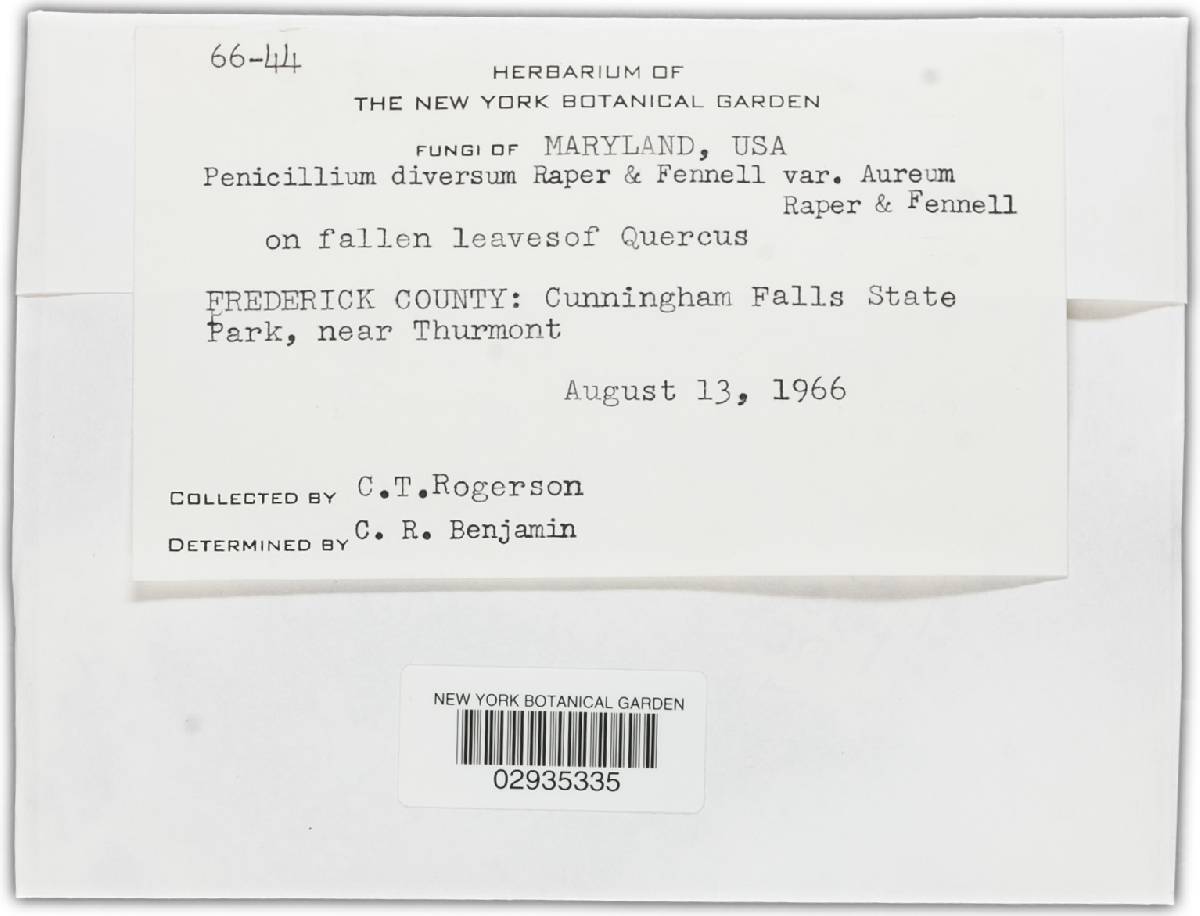 66-44
HERBARIUM OF
THE NEW YORK BOTANICAL GARDEN
FUNGI OF MARYLAND, USA
Penicillium diversum Raper & Fennell var. Aureum
Raper & Fennell
on fallen leavesof Quercus
FREDERICK COUNTY: Cunningham Falls State
Park, near Thurmont
August 13, 1966
COLLECTED BY C.T.Rogerson
DETERMINED BY C. R. Benjamin
NEW YORK BOTANICAL GARDEN
02935335